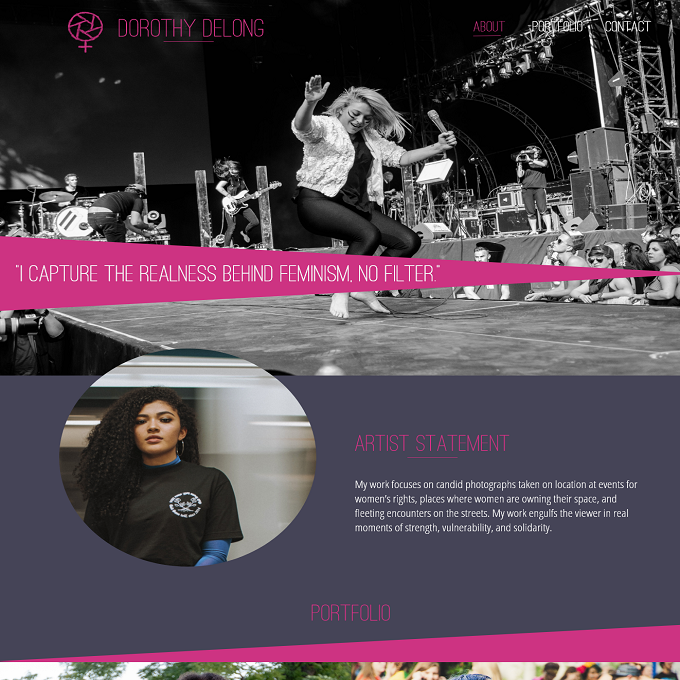 DOROTHY DELONG
ABOUT PORTFOLIO CONTACT
"I CAPTURE THE REALNESS BEHIND FEMINISM, NO FILTER."
ARTIST STATEMENT
My work focuses on candid photographs taken on location at events for
women's rights, places where women are owning their space, and
fleeting encounters on the streets. My work engulfs the viewer in real
moments of strength, vulnerability, and solidarity.
PORTFOLIO